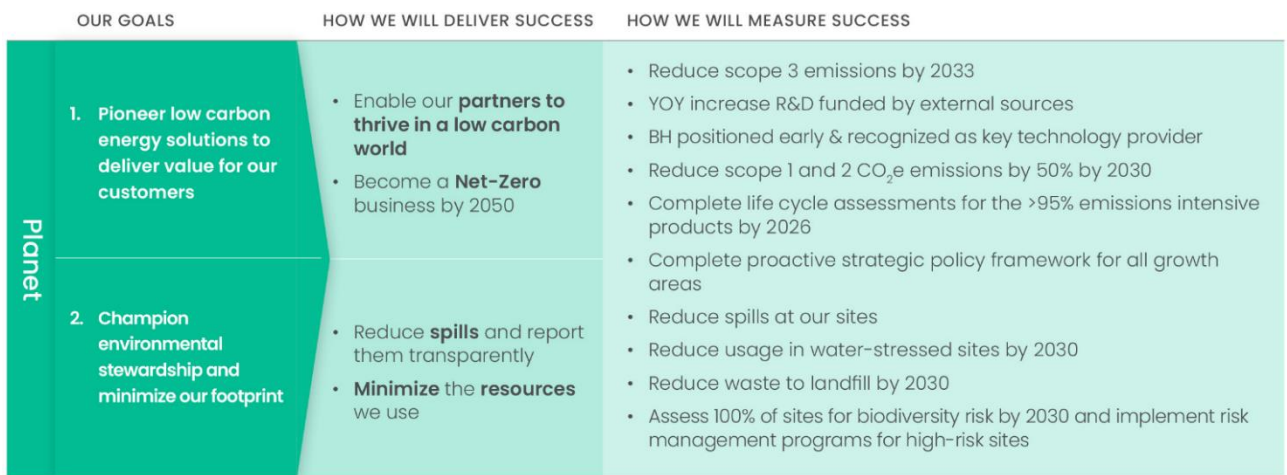 OUR GOALS
HOW WE WILL DELIVER SUCCESS
HOW WE WILL MEASURE SUCCESS
Planet
1. Pioneer low carbon
energy solutions to
deliver value for our
customers
• Enable our partners to
thrive in a low carbon
world
• Become a Net-Zero
business by 2050
2. Champion
environmental
stewardship and
minimize our footprint
• Reduce spills and report
them transparently
• Minimize the resources
we use
• Reduce scope 3 emissions by 2033
• YOY increase R&D funded by external sources
• BH positioned early & recognized as key technology provider
• Reduce scope 1 and 2 CO₂e emissions by 50% by 2030
• Complete life cycle assessments for the >95% emissions intensive
products by 2026
• Complete proactive strategic policy framework for all growth
areas
• Reduce spills at our sites
• Reduce usage in water-stressed sites by 2030
• Reduce waste to landfill by 2030
• Assess 100% of sites for biodiversity risk by 2030 and implement risk
management programs for high-risk sites